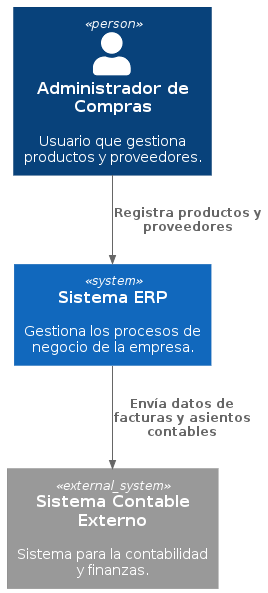 «person»
Administrador de
Compras
Usuario que gestiona
productos y proveedores.
Registra productos y
proveedores
«system»
Sistema ERP
Gestiona los procesos de
negocio de la empresa.
Envía datos de
facturas y asientos
contables
«external_system»
Sistema Contable
Externo
Sistema para la contabilidad
y finanzas.